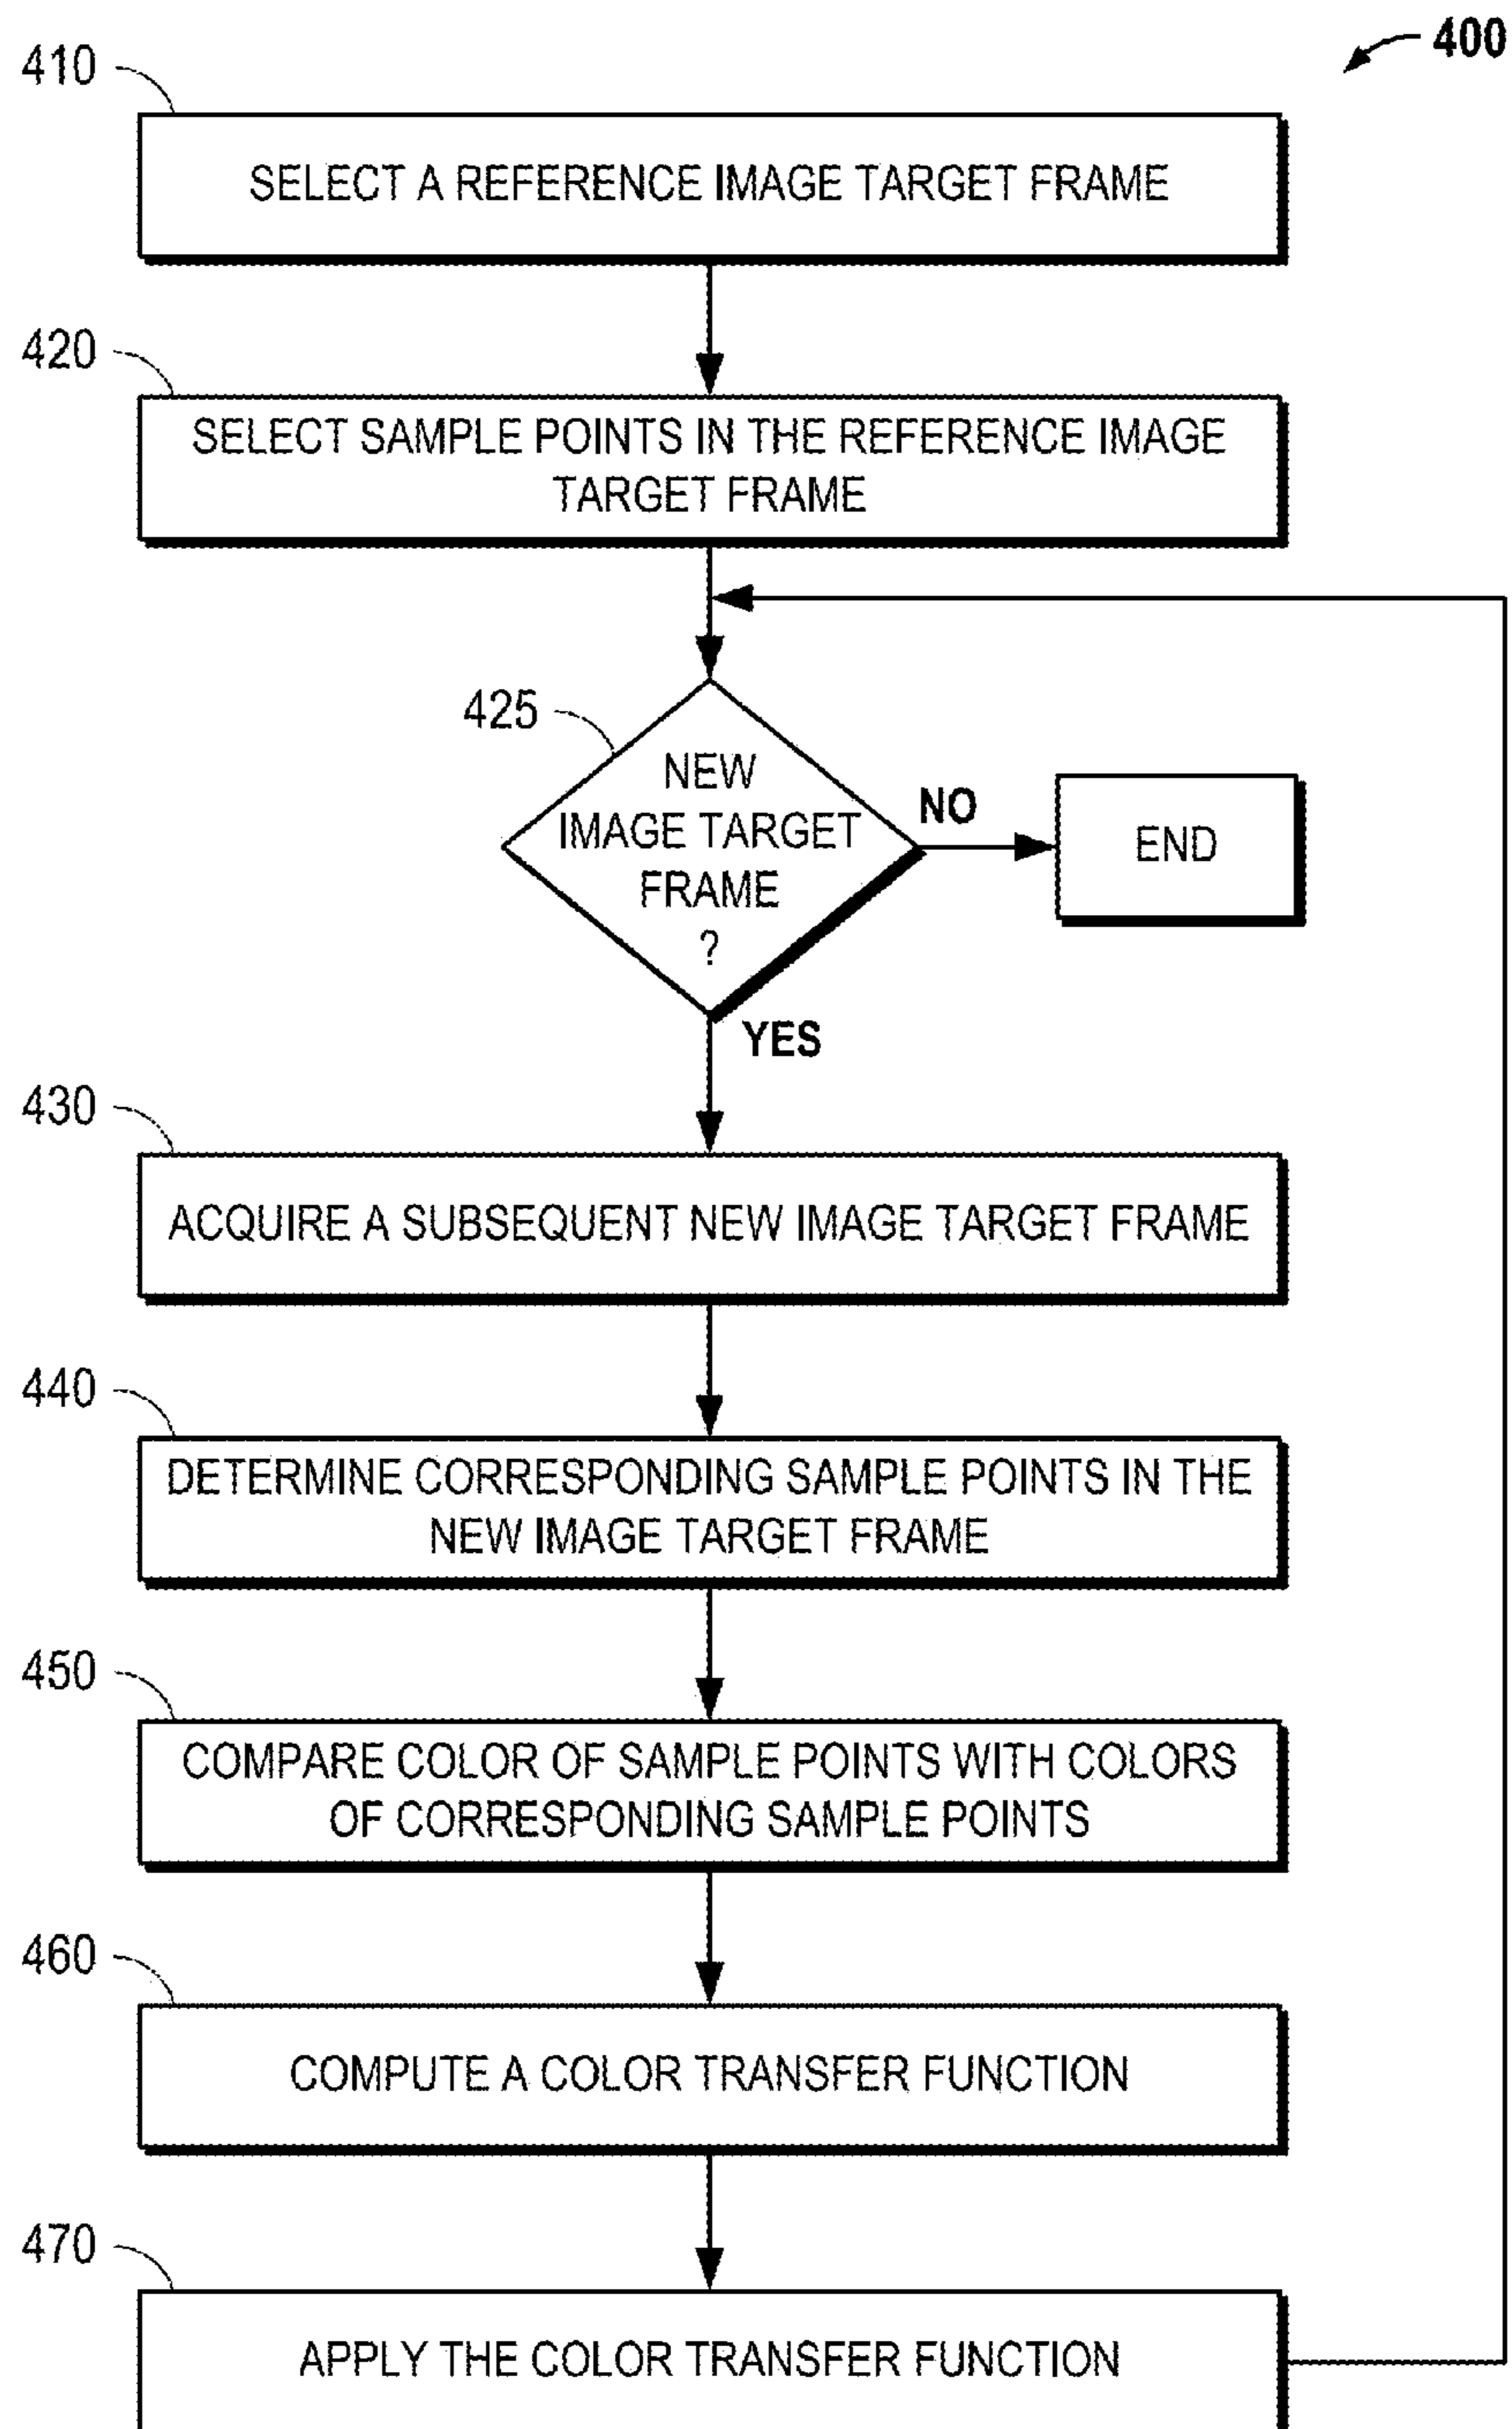 400
410
SELECT A REFERENCE IMAGE TARGET FRAME
420
SELECT SAMPLE POINTS IN THE REFERENCE IMAGE
TARGET FRAME
425
NEW
IMAGE TARGET
FRAME
?
NO
END
YES
430
ACQUIRE A SUBSEQUENT NEW IMAGE TARGET FRAME
440
DETERMINE CORRESPONDING SAMPLE POINTS IN THE
NEW IMAGE TARGET FRAME
450
COMPARE COLOR OF SAMPLE POINTS WITH COLORS
OF CORRESPONDING SAMPLE POINTS
460
COMPUTE A COLOR TRANSFER FUNCTION
470
APPLY THE COLOR TRANSFER FUNCTION